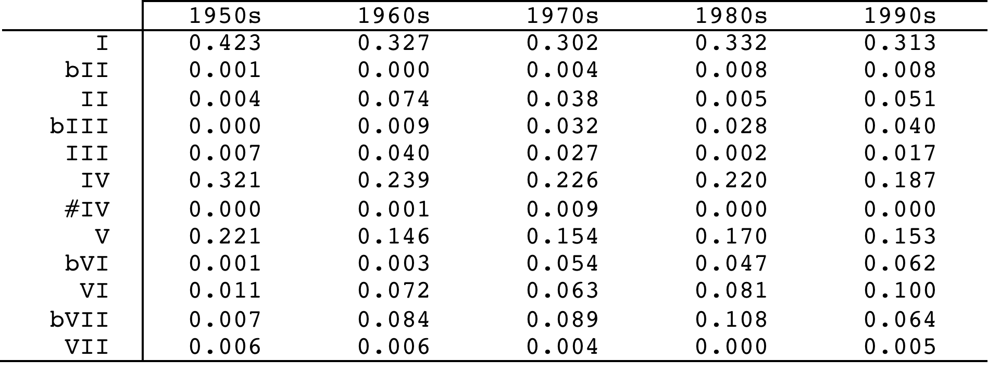 1950s 1960s 1970s 1980s 1990s
I 0.423 0.327 0.302 0.332 0.313
bII 0.001 0.000 0.004 0.008 0.008
II 0.004 0.074 0.038 0.005 0.051
bIII 0.000 0.009 0.032 0.028 0.040
III 0.007 0.040 0.027 0.002 0.017
IV 0.321 0.239 0.226 0.220 0.187
#IV 0.000 0.001 0.009 0.000 0.000
V 0.221 0.146 0.154 0.170 0.153
bVI 0.001 0.003 0.054 0.047 0.062
VI 0.011 0.072 0.063 0.081 0.100
bVII 0.007 0.084 0.089 0.108 0.064
VII 0.006 0.006 0.004 0.000 0.005